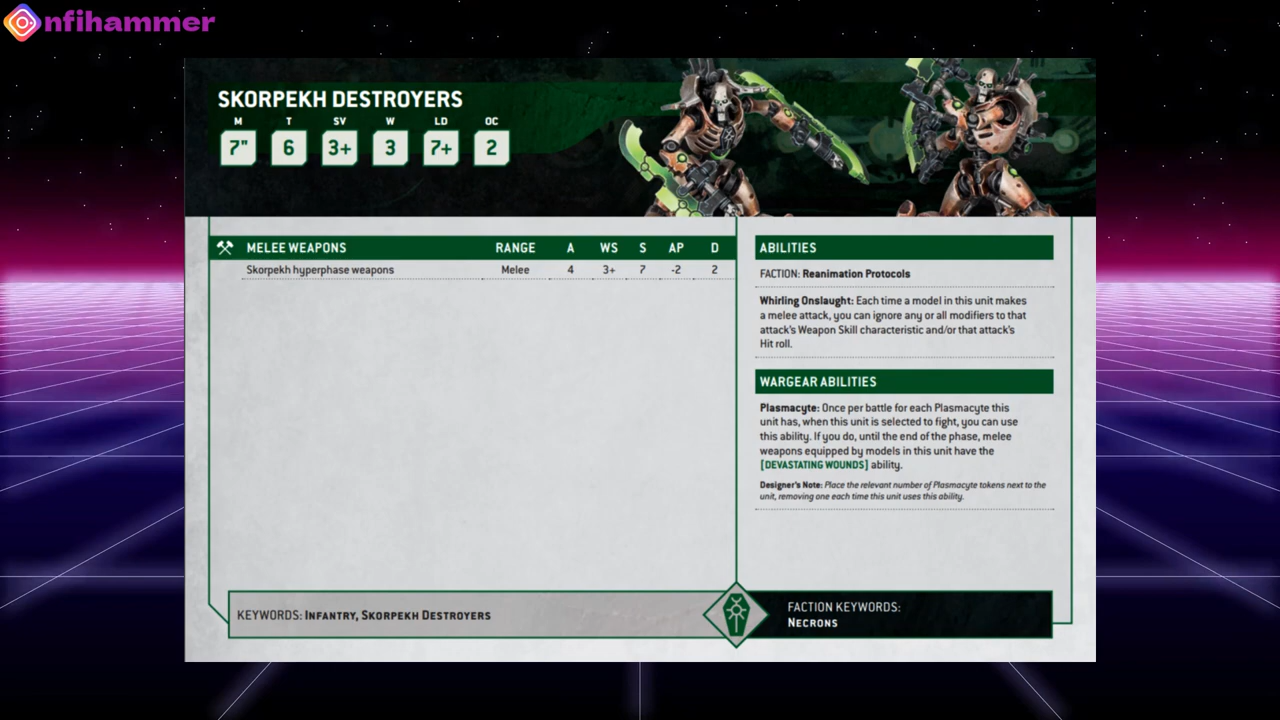 nfihammer
SKORPEKH DESTROYERS
M T SV W LD OC
7" 6 3+ 3 7+ 2
MELEE WEAPONS RANGE A WS S AP D
Skorpekh hyperphase weapons Melee 4 3+ 7 -2 2
ABILITIES
FACTION: Reanimation Protocols
Whirling Onslaught: Each time a model in this unit makes
a melee attack, you can ignore any or all modifiers to that
attack's Weapon Skill characteristic and/or that attack's
Hit roll.
WARGEAR ABILITIES
Plasmacyte: Once per battle for each Plasmacyte this
unit has, when this unit is selected to fight, you can use
this ability. If you do, until the end of the phase, melee
weapons equipped by models in this unit have the
[DEVASTATING WOUNDS] ability.
Designer's Note: Place the relevant number of Plasmacyte tokens next to the
unit, removing one each time this unit uses this ability.
KEYWORDS: INFANTRY, SKORPEKH DESTROYERS
FACTION KEYWORDS:
NECRONS